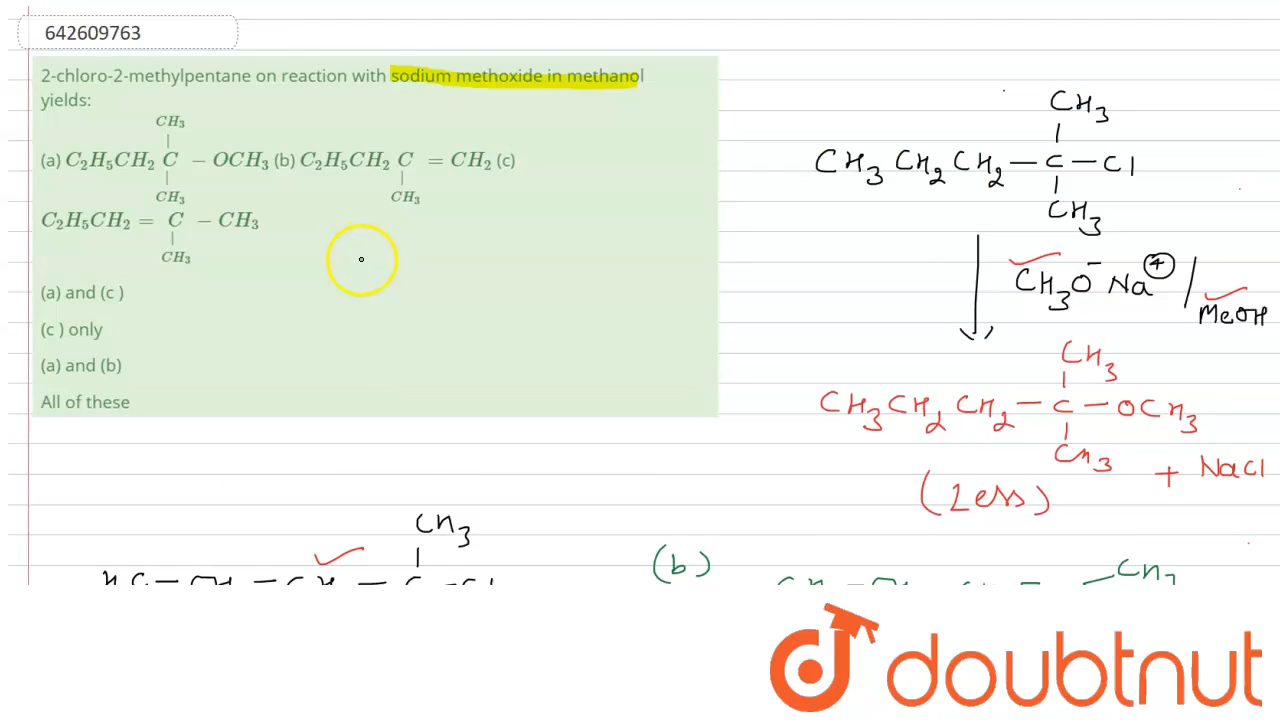 642609763
2-chloro-2-methylpentane on reaction with sodium methoxide in methanol
yields:
CH3
|
(a) C2H5CH2 C − OCH3 (b) C2H5CH2 C = CH2 (c)
| |
CH3 CH3
C2H5CH2 = C − CH3
|
CH3
(a) and (c )
(c ) only
(a) and (b)
All of these
CH3
|
CH3 CH2 CH2 — C — Cl
|
CH3
CH3O⁻ Na⊕ / MeOH
CH3
|
CH3CH2 CH2 — C — OCH3
|
CH3
+ NaCl
(Less)
CH3
|
(b)
CH3
doubtnut